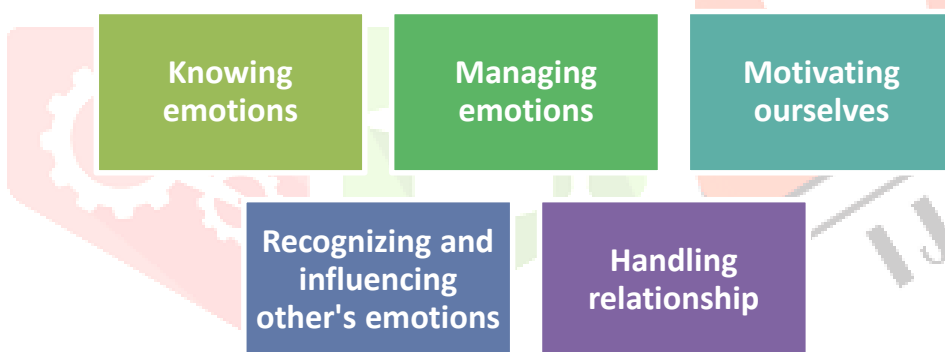 Knowing
emotions
Managing
emotions
Motivating
ourselves
Recognizing and
influencing
other's emotions
Handling
relationship